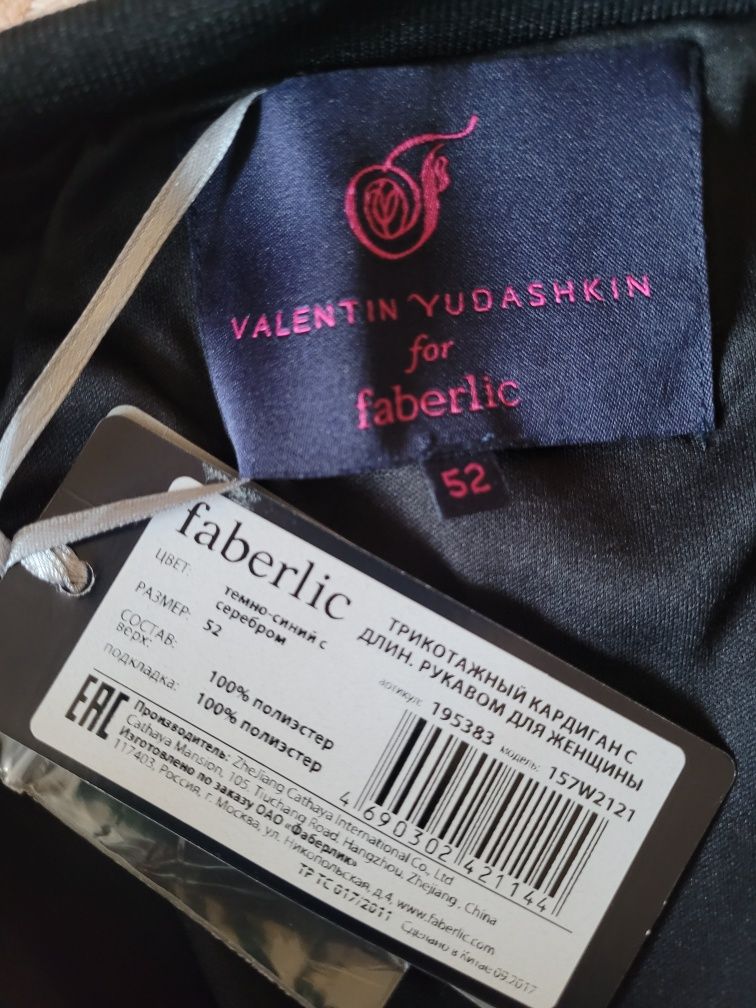 VALENTIN YUDASHKIN
for
faberlic
52
faberlic
ЦВЕТ: темно-синий с серебром
РАЗМЕР: 52
СОСТАВ:
верх: 100% полиэстер
подкладка: 100% полиэстер
ТРИКОТАЖНЫЙ КАРДИГАН С
ДЛИН. РУКАВОМ ДЛЯ ЖЕНЩИНЫ
артикул: 195383 модель: 157W2121
4 690302 421144
EAC
Производитель: ZheJiang Cathaya International Co., Ltd
Cathaya Mansion, 105, Tiuchang Road, Hangzhou, Zhejiang, China
Изготовлено по заказу ОАО «Фаберлик»
117403, Россия, г. Москва, ул. Никопольская, д.4, www.faberlic.com
ТР ТС 017/2011 Сделано в Китае 09.2017